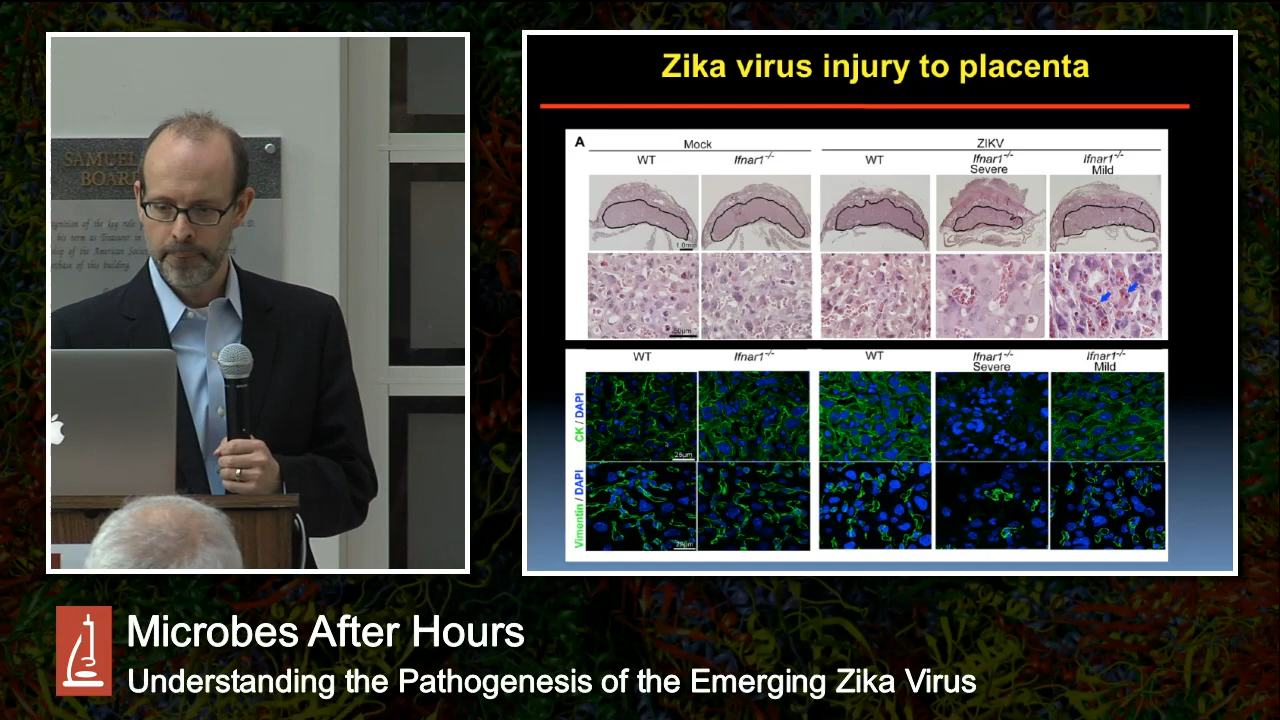 SAMUEL
BOAR
Zika virus injury to placenta
A
Mock
ZIKV
WT
Ifnar1-/-
WT
Ifnar1-/-
Severe
Ifnar1-/-
Mild
1.0mm
50µm
WT
Ifnar1-/-
WT
Ifnar1-/-
Severe
Ifnar1-/-
Mild
CK / DAPI
25µm
Vimentin / DAPI
25µm
Microbes After Hours
Understanding the Pathogenesis of the Emerging Zika Virus